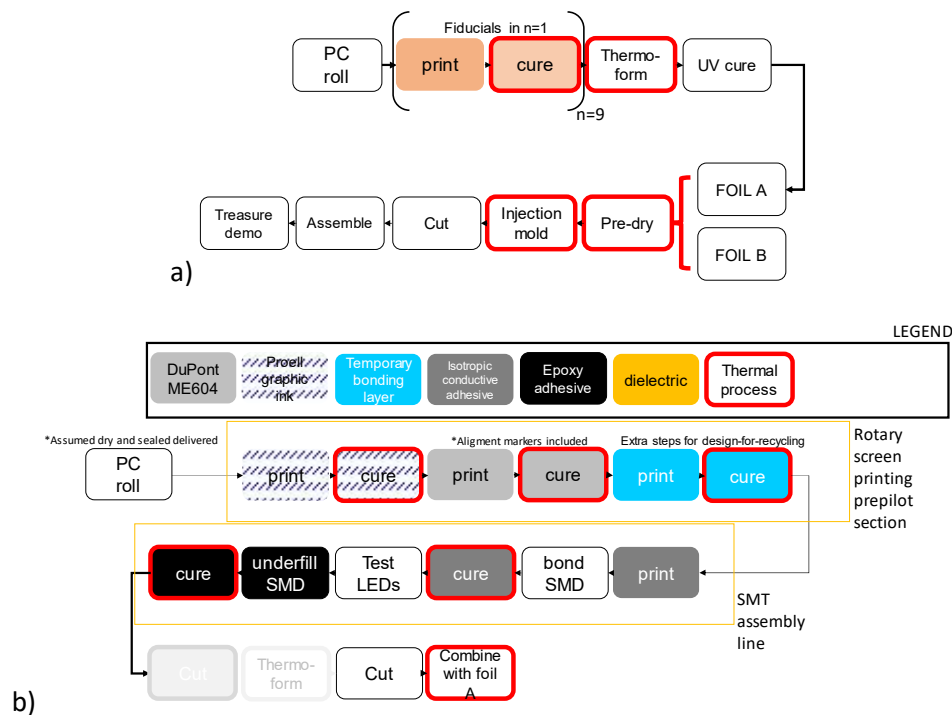 Fiducials in n=1
PC
roll
print
cure
Thermo-
form
UV cure
n=9
FOIL A
FOIL B
Treasure
demo
Assemble
Cut
Injection
mold
Pre-dry
a)
LEGEND
DuPont
ME604
Proell
graphic
ink
Temporary
bonding
layer
Isotropic
conductive
adhesive
Epoxy
adhesive
dielectric
Thermal
process
*Assumed dry and sealed delivered
*Aligment markers included
Extra steps for design-for-recycling
PC
roll
print
cure
print
cure
print
cure
Rotary
screen
printing
prepilot
section
cure
underfill
SMD
Test
LEDs
cure
bond
SMD
print
SMT
assembly
line
Cut
Thermo-
form
Cut
Combine
with foil
A
b)